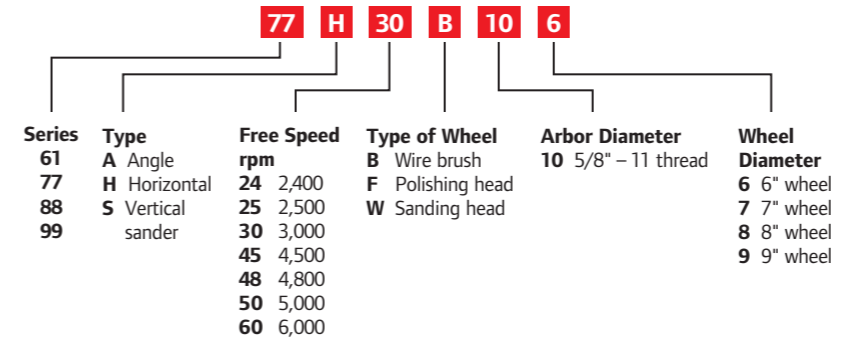 77 H 30 B 10 6
Series
61
77
88
99
Type
A Angle
H Horizontal
S Vertical
sander
Free Speed
rpm
24 2,400
25 2,500
30 3,000
45 4,500
48 4,800
50 5,000
60 6,000
Type of Wheel
B Wire brush
F Polishing head
W Sanding head
Arbor Diameter
10 5/8" – 11 thread
Wheel
Diameter
6 6" wheel
7 7" wheel
8 8" wheel
9 9" wheel